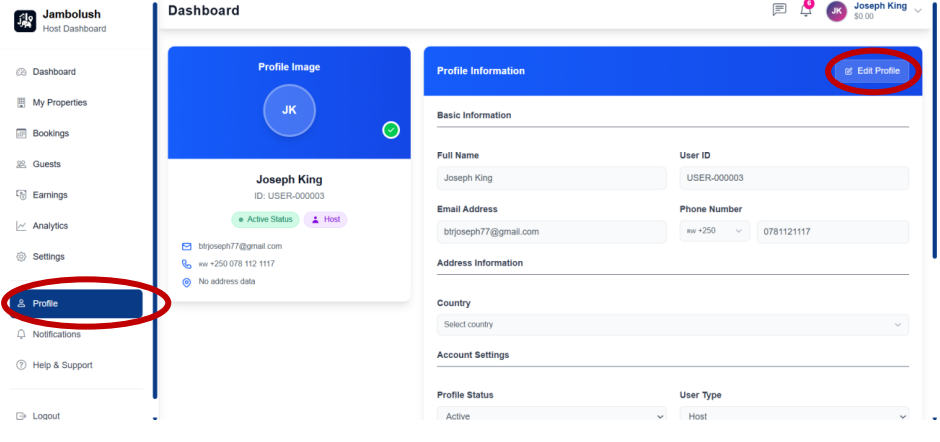 Jambolush
Host Dashboard
Dashboard
My Properties
Bookings
Guests
Earnings
Analytics
Settings
Profile
Notifications
Help & Support
Logout
Dashboard
6
JK
Joseph King
$0.00
Profile Image
JK
Joseph King
ID: USER-000003
Active Status
Host
btrjoseph77@gmail.com
RW +250 078 112 1117
No address data
Profile Information
Edit Profile
Basic Information
Full Name
User ID
Joseph King
USER-000003
Email Address
Phone Number
btrjoseph77@gmail.com
RW +250
0781121117
Address Information
Country
Select country
Account Settings
Profile Status
User Type
Active
Host